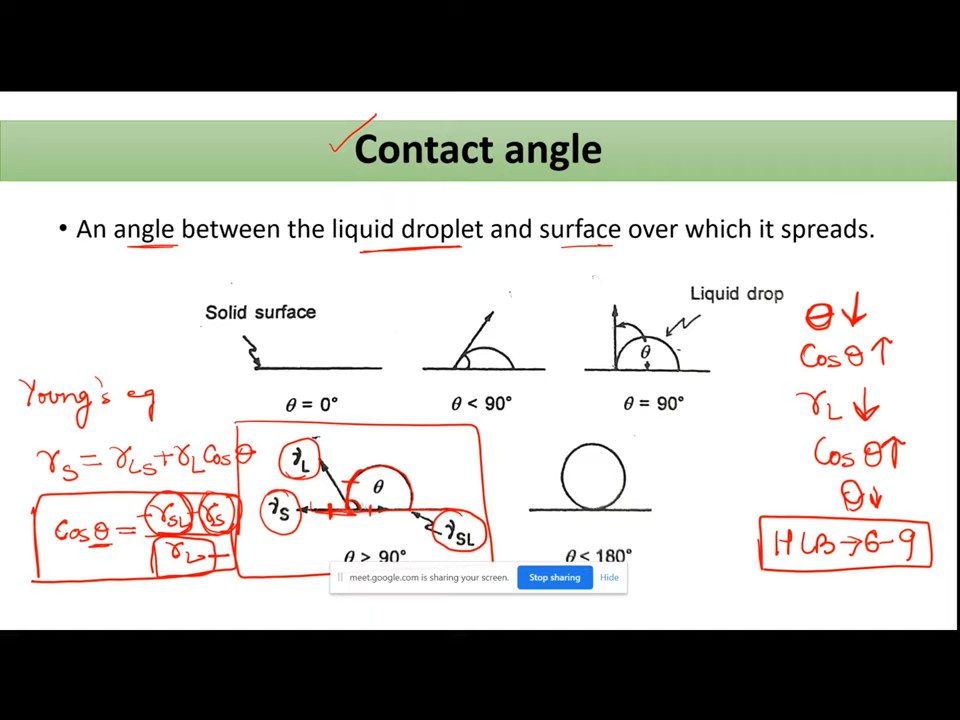 Contact angle
• An angle between the liquid droplet and surface over which it spreads.
Solid surface
Liquid drop
θ
θ = 0°
θ < 90°
θ = 90°
Young's eq
γS = γLS + γL Cos θ
Cos θ = γSL - γS
γL
γL
θ
γS
γSL
θ > 90°
θ < 180°
θ ↓
Cos θ ↑
γL ↓
Cos θ ↑
θ ↓
HLB → 6-9
meet.google.com is sharing your screen.
Stop sharing
Hide